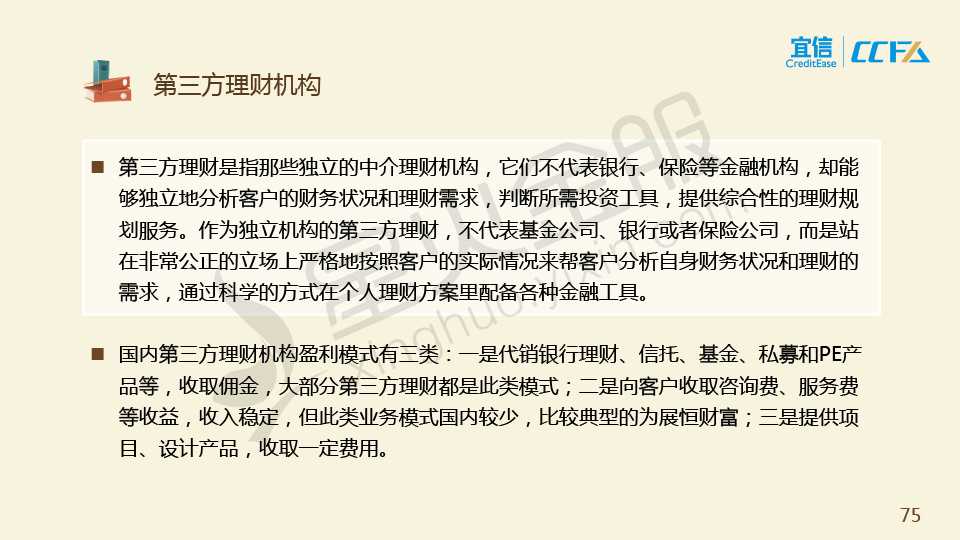 宜信
CreditEase
CCFA
第三方理财机构
■ 第三方理财是指那些独立的中介理财机构，它们不代表银行、保险等金融机构，却能
够独立地分析客户的财务状况和理财需求，判断所需投资工具，提供综合性的理财规
划服务。作为独立机构的第三方理财，不代表基金公司、银行或者保险公司，而是站
在非常公正的立场上严格地按照客户的实际情况来帮客户分析自身财务状况和理财的
需求，通过科学的方式在个人理财方案里配备各种金融工具。
■ 国内第三方理财机构盈利模式有三类：一是代销银行理财、信托、基金、私募和PE产
品等，收取佣金，大部分第三方理财都是此类模式；二是向客户收取咨询费、服务费
等收益，收入稳定，但此类业务模式国内较少，比较典型的为展恒财富；三是提供项
目、设计产品，收取一定费用。
星火金服
xinghuo.yixin.com
75